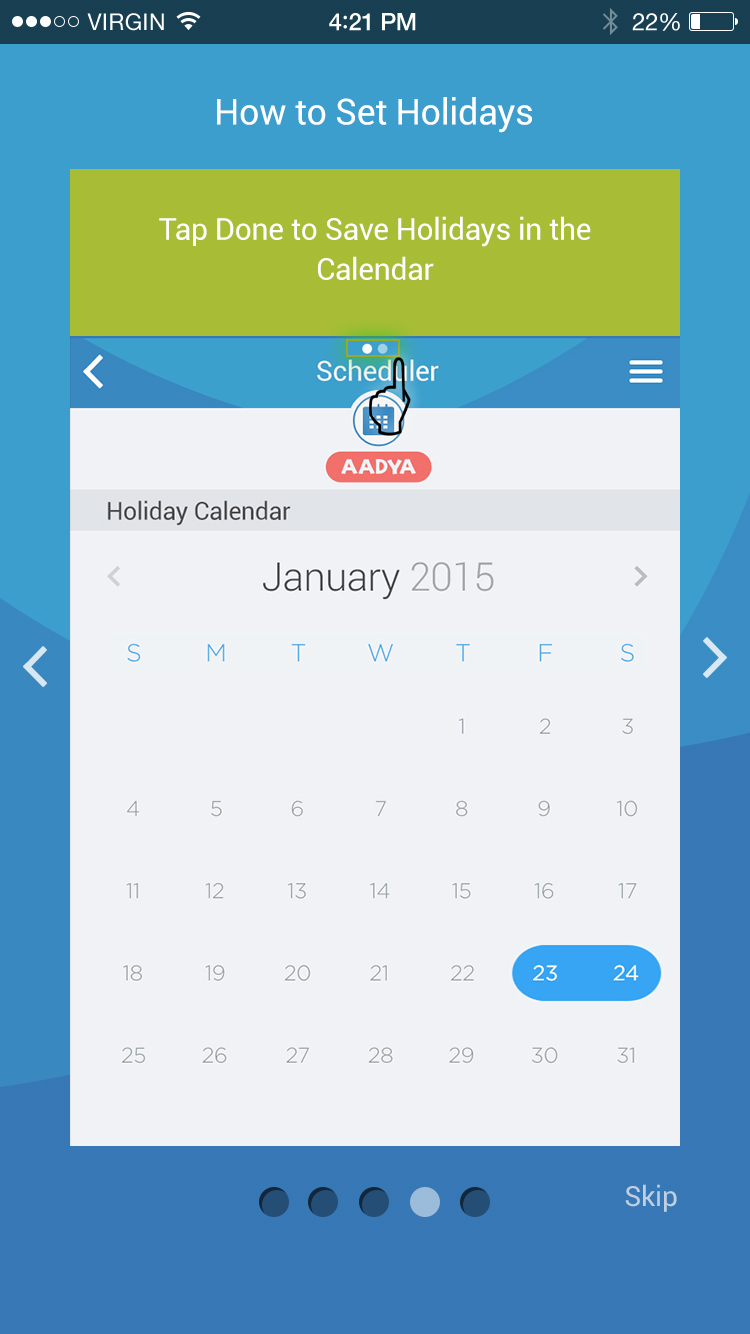 VIRGIN 4:21 PM 22%
How to Set Holidays
Tap Done to Save Holidays in the
Calendar
Scheduler
AADYA
Holiday Calendar
January 2015
S M T W T F S
1 2 3
4 5 6 7 8 9 10
11 12 13 14 15 16 17
18 19 20 21 22 23 24
25 26 27 28 29 30 31
Skip